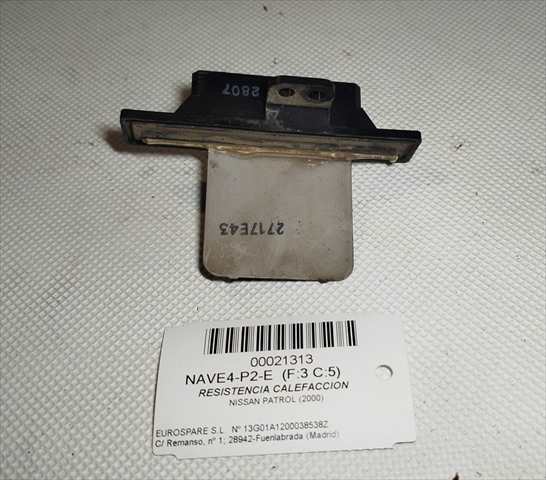 2807
2717E43
00021313
NAVE4-P2-E (F:3 C:5)
RESISTENCIA CALEFACCION
NISSAN PATROL (2000)
EUROSPARE S.L. Nº 13G01A1200038538Z
C/ Remanso, nº 1; 28942-Fuenlabrada (Madrid)